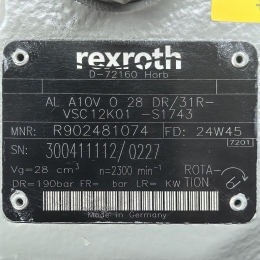 rexroth
D-72160 Horb
AL A10V O 28 DR/31R-
VSC12K01 -S1743
MNR: R902481074 FD: 24W45
7201
SN: 300411112/0227
Vg= 28 cm³ n=2300 min⁻¹ ROTA-
DR=190bar FR= bar LR= KW TION
Made in Germany